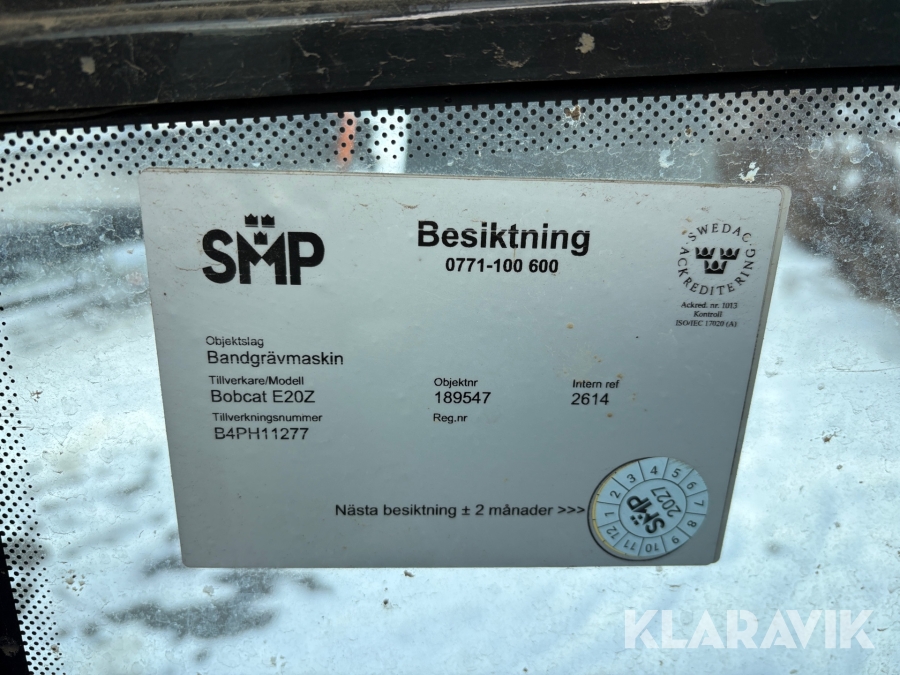 SMP
Besiktning
0771-100 600
SWEDAC
ACKREDITERING
Ackred. nr. 1013
Kontroll
ISO/IEC 17020 (A)
Objektslag
Bandgrävmaskin
Tillverkare/Modell
Bobcat E20Z
Objektnr
189547
Intern ref
2614
Tillverkningsnummer
B4PH11277
Reg.nr
Nästa besiktning ± 2 månader >>>
1 2 3 4 5 6 7 8 9 10 11 12
2027
SMP
KLARAVIK